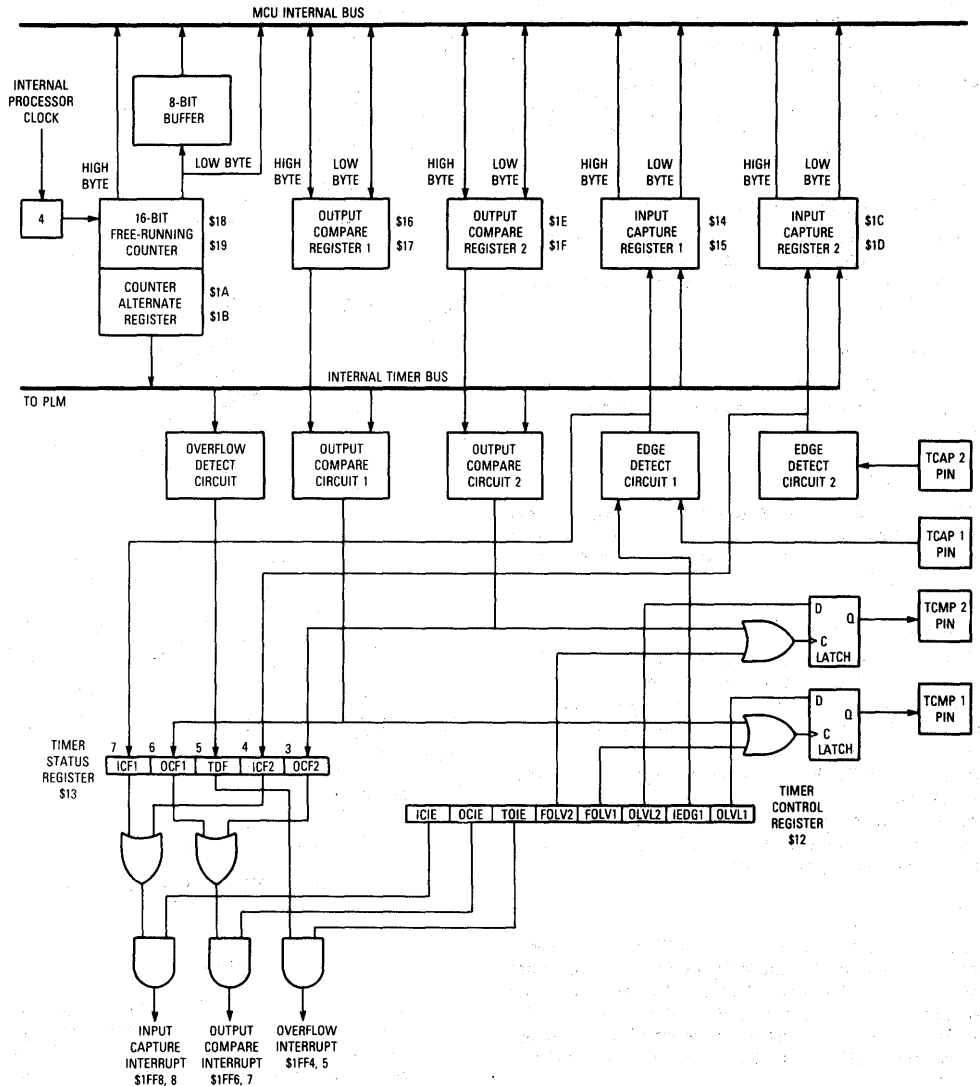 MCU INTERNAL BUS
INTERNAL
PROCESSOR
CLOCK
8-BIT
BUFFER
HIGH
BYTE
LOW BYTE
HIGH
BYTE
LOW
BYTE
HIGH
BYTE
LOW
BYTE
HIGH
BYTE
LOW
BYTE
HIGH
BYTE
LOW
BYTE
4
16-BIT
FREE-RUNNING
COUNTER
$18
$19
COUNTER
ALTERNATE
REGISTER
$1A
$1B
OUTPUT
COMPARE
REGISTER 1
$16
$17
OUTPUT
COMPARE
REGISTER 2
$1E
$1F
INPUT
CAPTURE
REGISTER 1
$14
$15
INPUT
CAPTURE
REGISTER 2
$1C
$1D
INTERNAL TIMER BUS
TO PLM
OVERFLOW
DETECT
CIRCUIT
OUTPUT
COMPARE
CIRCUIT 1
OUTPUT
COMPARE
CIRCUIT 2
EDGE
DETECT
CIRCUIT 1
EDGE
DETECT
CIRCUIT 2
TCAP 2
PIN
TCAP 1
PIN
D
Q
C
LATCH
TCMP 2
PIN
D
Q
C
LATCH
TCMP 1
PIN
TIMER
STATUS
REGISTER
$13
7 6 5 4 3
ICF1 OCF1 TDF ICF2 OCF2
ICIE OCIE TOIE FOLV2 FOLV1 OLVL2 IEDG1 OLVL1
TIMER
CONTROL
REGISTER
$12
INPUT
CAPTURE
INTERRUPT
$1FF8, 8
OUTPUT
COMPARE
INTERRUPT
$1FF6, 7
OVERFLOW
INTERRUPT
$1FF4, 5